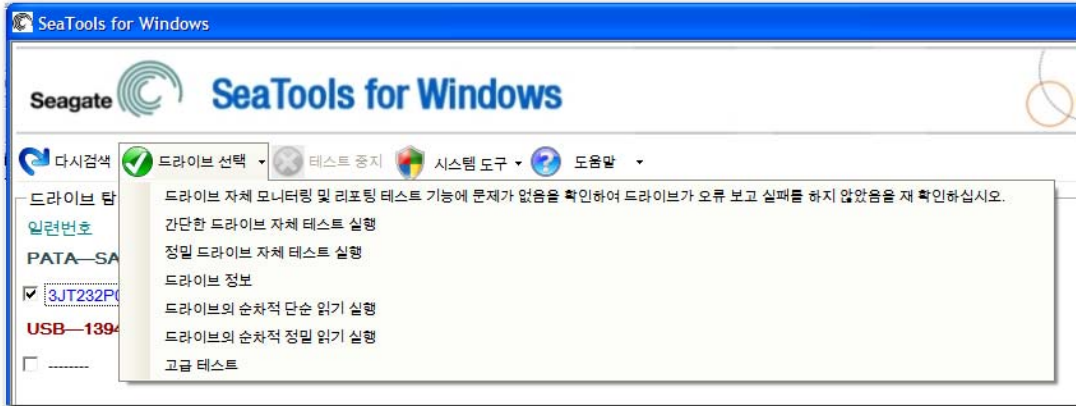 SeaTools for Windows
Seagate SeaTools for Windows
다시검색 드라이브 선택 테스트 중지 시스템 도구 도움말
드라이브 탐
드라이브 자체 모니터링 및 리포팅 테스트 기능에 문제가 없음을 확인하여 드라이브가 오류 보고 실패를 하지 않았음을 재 확인하십시오.
일련번호
간단한 드라이브 자체 테스트 실행
PATA—SA
정밀 드라이브 자체 테스트 실행
드라이브 정보
3JT232P
드라이브의 순차적 단순 읽기 실행
USB—1394
드라이브의 순차적 정밀 읽기 실행
--------
고급 테스트